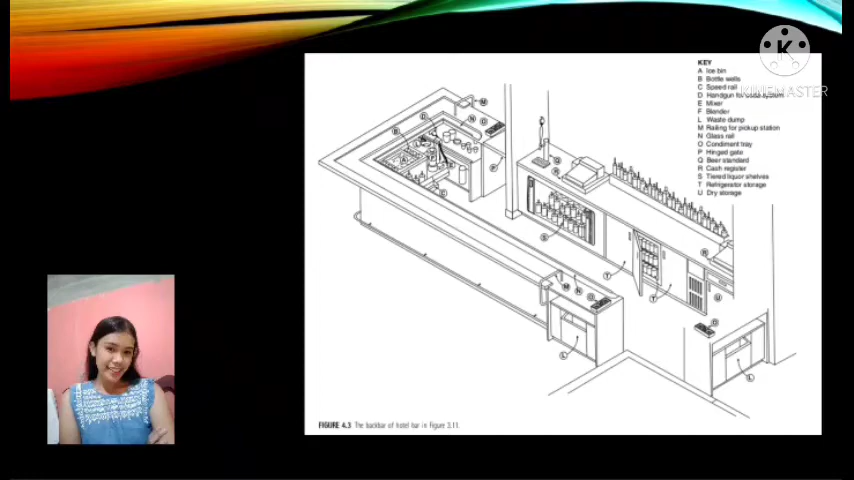 KEY
A Ice bin
B Bottle wells
C Speed rail
D Handgun for
E Mixer
F Blender
L Waste dump
M Railing for pickup station
N Glass rail
O Condiment tray
P Hinged gate
Q Beer standard
R Cash register
S Tiered liquor shelves
T Refrigerator storage
U Dry storage
K
KINEMASTER
M
N
O
D
B
A
C
P
Q
R
S
T
T
R
U
M
N
O
L
O
L
FIGURE 4.3 The backbar of hotel bar in Figure 3.11.